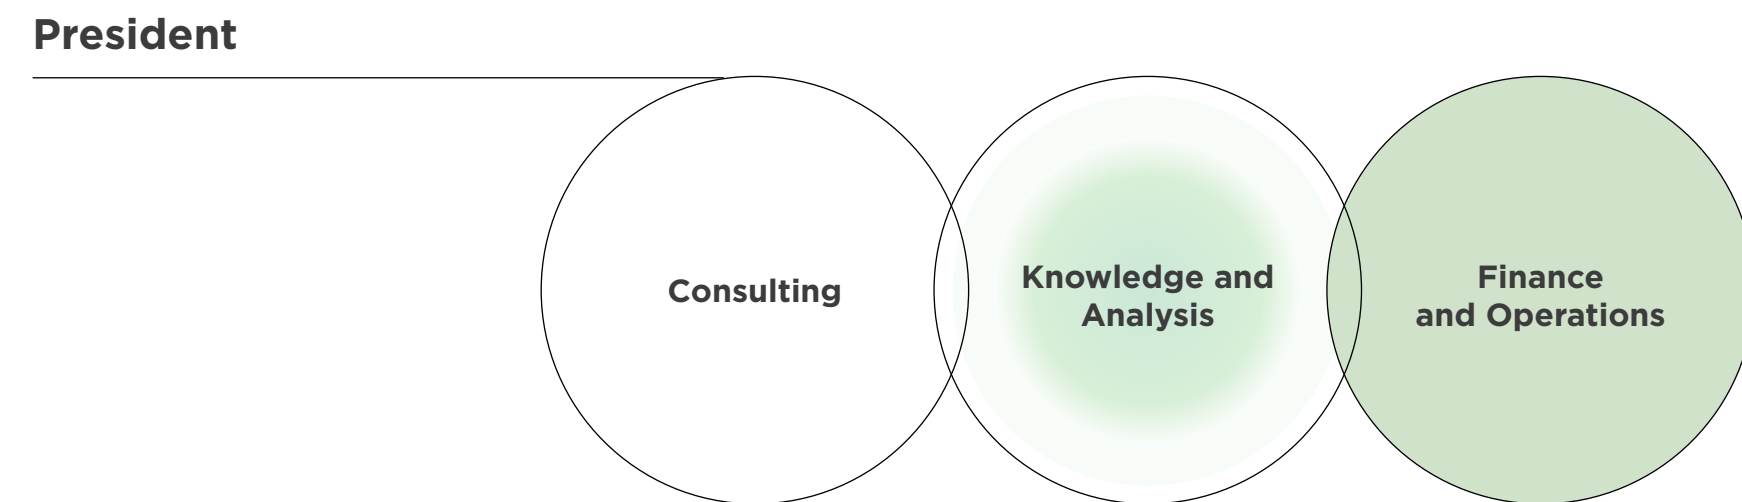 President
Consulting
Knowledge and
Analysis
Finance
and Operations